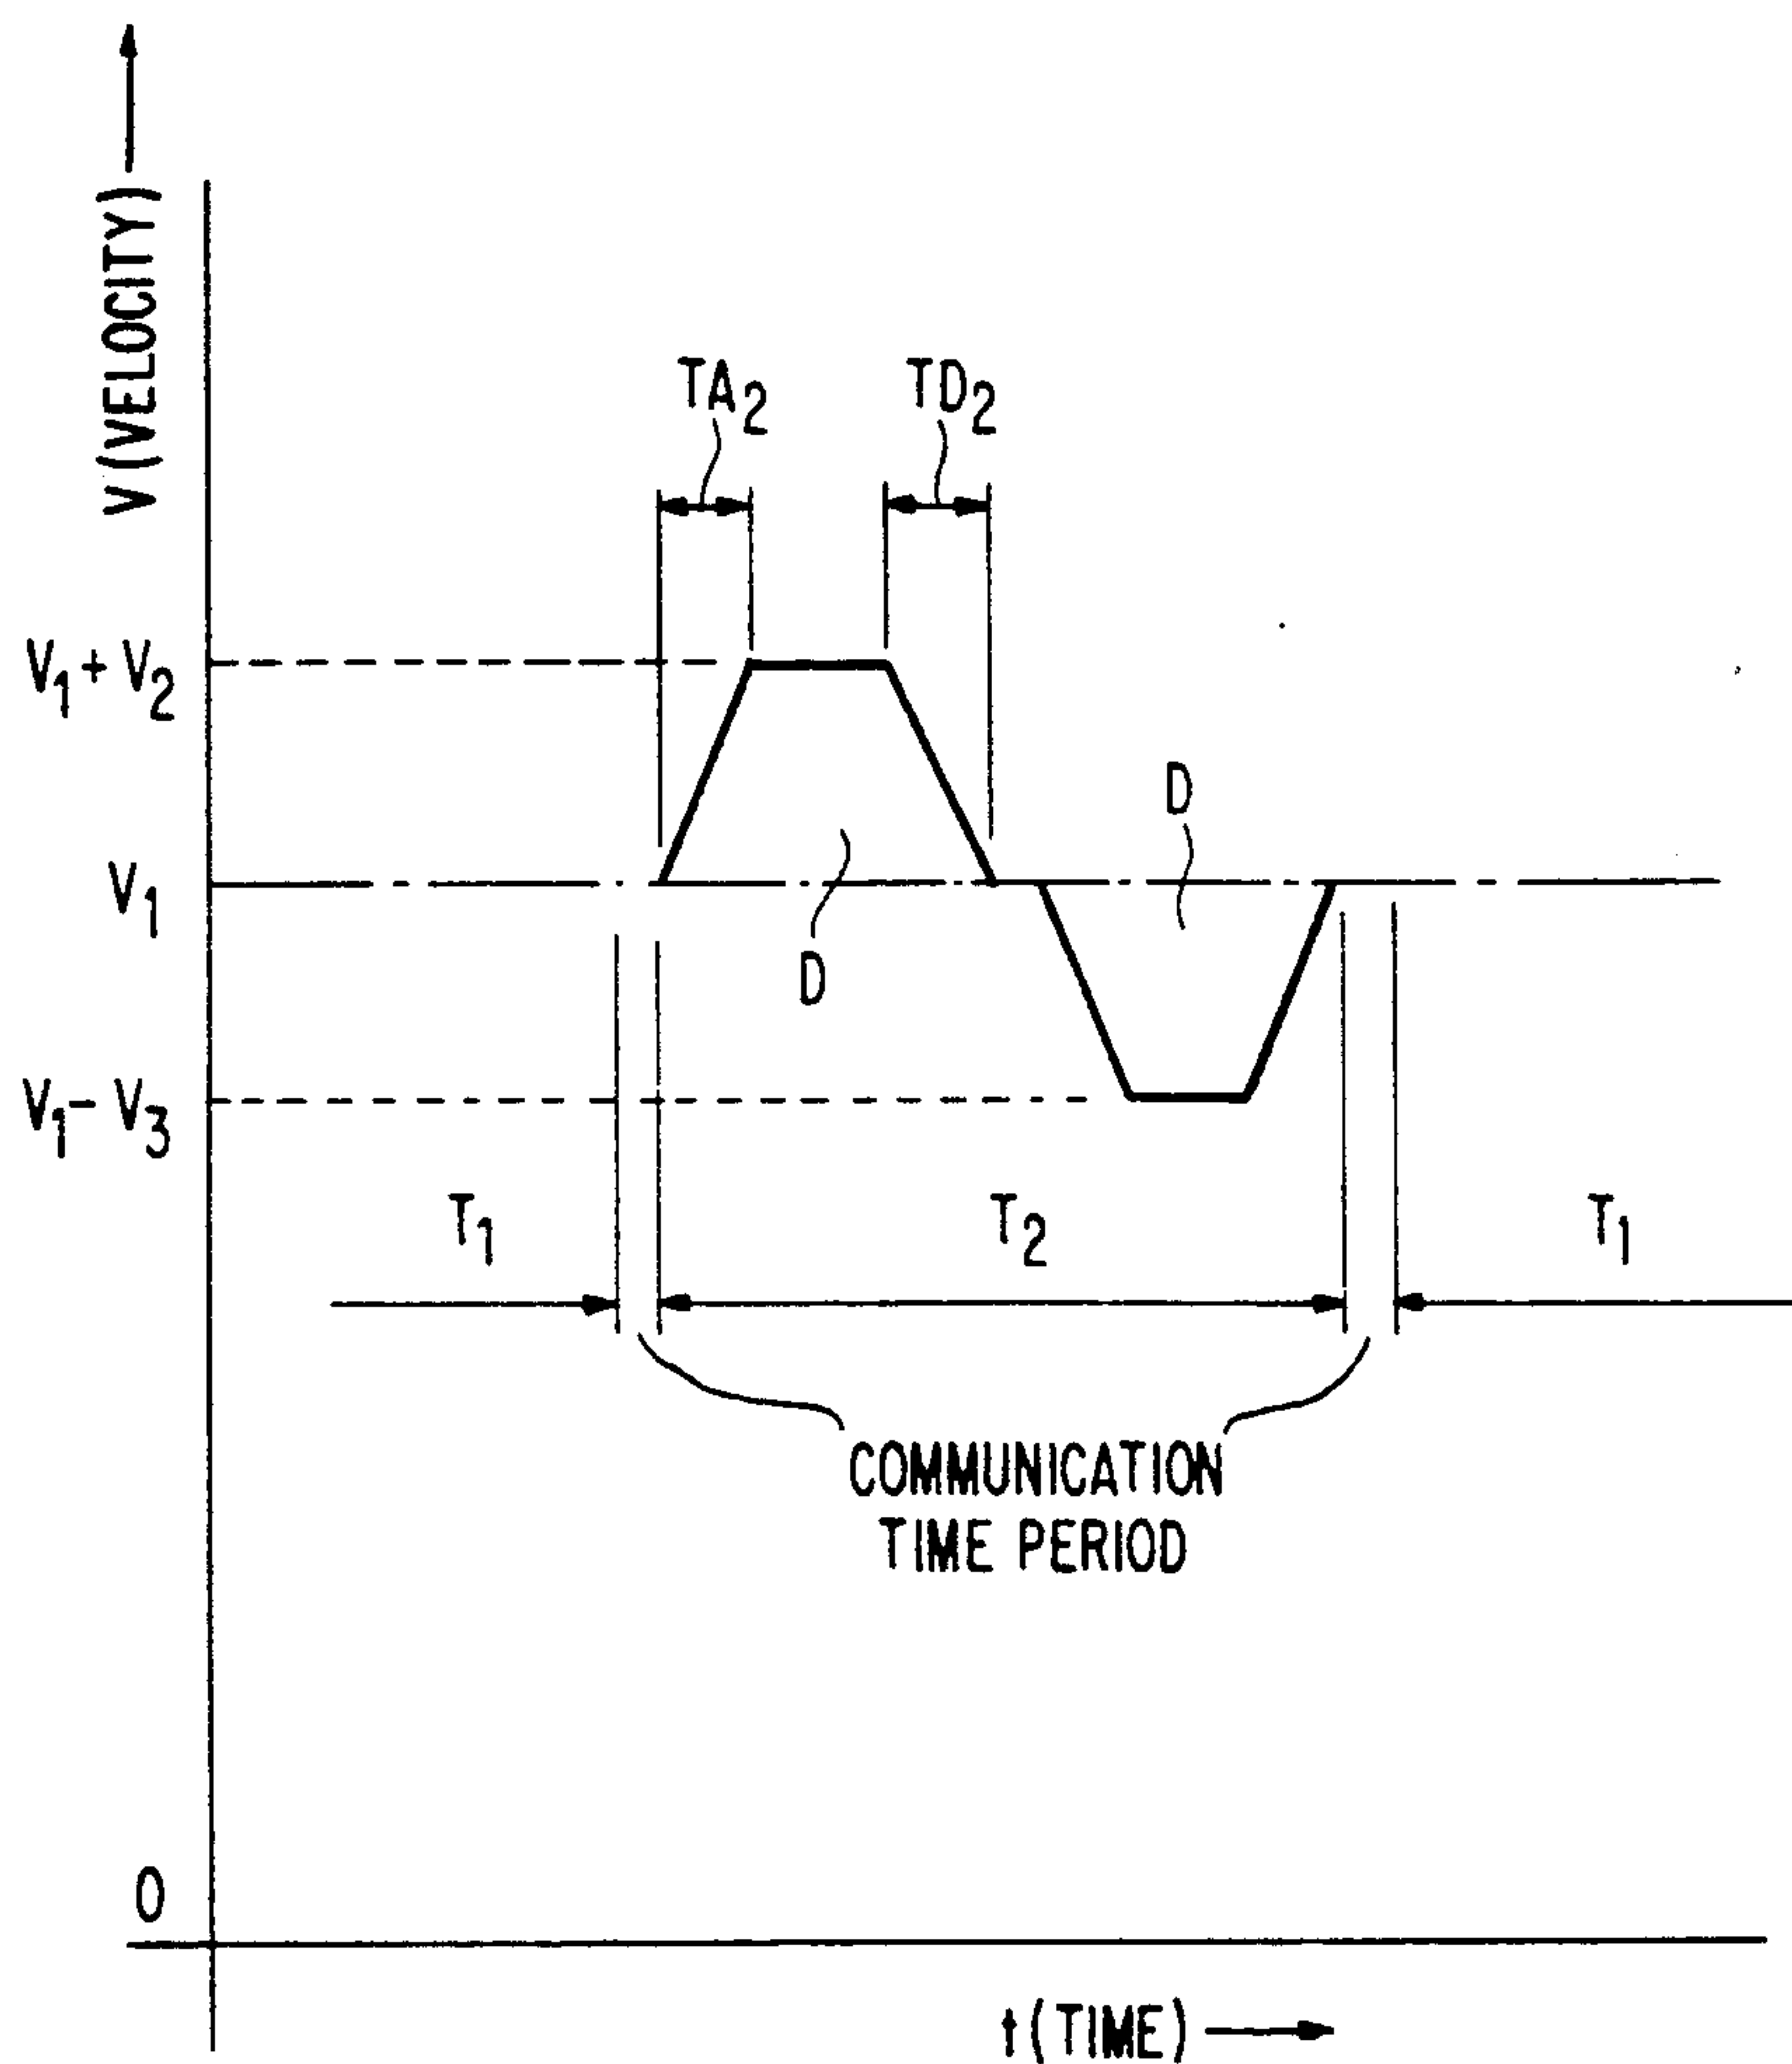 V (VELOCITY)
TA₂
TD₂
V₁ + V₂
D
V₁
D
V₁ - V₃
T₁
T₂
T₁
COMMUNICATION
TIME PERIOD
0
t (TIME)